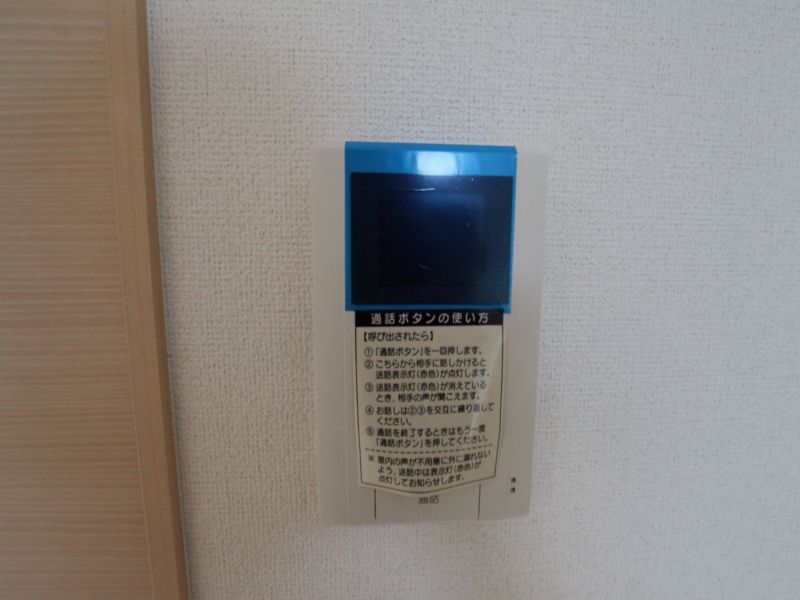 通話ボタンの使い方
【呼び出されたら】
①「通話ボタン」を一回押します。
②こちらから相手に話しかけると
送話表示灯(赤色)が点灯します。
③送話表示灯(赤色)が消えている
とき、相手の声が聞こえます。
④お話しは②③を交互に繰り返して
ください。
⑤通話を終了するときはもう一度
「通話ボタン」を押してください。
※室内の声が不用意に外に漏れない
よう、送話中は表示灯(赤色)が
点灯してお知らせします。
通話